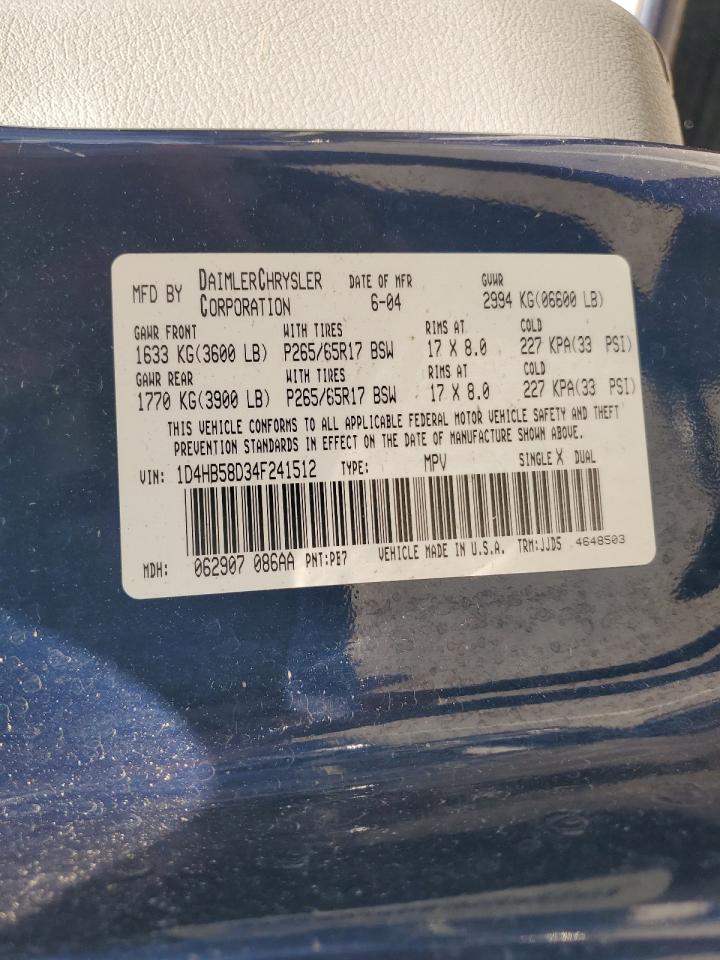 MFD BY DAIMLERCHRYSLER CORPORATION DATE OF MFR 6-04 GVWR 2994 KG(06600 LB)
GAWR FRONT WITH TIRES RIMS AT COLD
1633 KG(3600 LB) P265/65R17 BSW 17 X 8.0 227 KPA(33 PSI)
GAWR REAR WITH TIRES RIMS AT COLD
1770 KG(3900 LB) P265/65R17 BSW 17 X 8.0 227 KPA(33 PSI)
THIS VEHICLE CONFORMS TO ALL APPLICABLE FEDERAL MOTOR VEHICLE SAFETY AND THEFT
PREVENTION STANDARDS IN EFFECT ON THE DATE OF MANUFACTURE SHOWN ABOVE.
VIN: 1D4HB58D34F241512 TYPE: MPV SINGLE X DUAL
MDH: 062907 086AA PNT:PB7 VEHICLE MADE IN U.S.A. TRM:JJD5 4648503